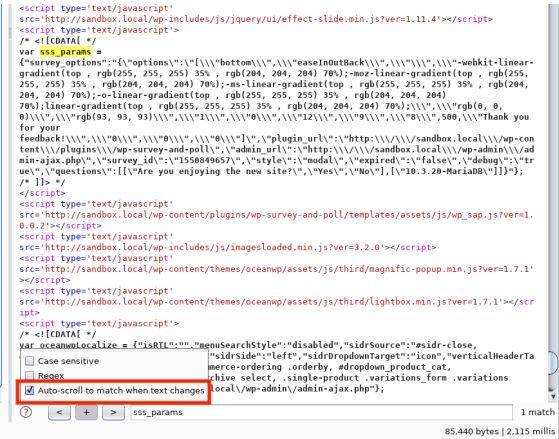 <script type='text/javascript'
src='http://sandbox.local/wp-includes/js/jquery/ui/effect-slide.min.js?ver=1.11.4'></script>
<script type='text/javascript'>
/* <![CDATA[ */
var sss_params =
{"survey_options":"{\"options\":\"[\\\"bottom\\\",\\\"easeInOutBack\\\",\\\"\\\",\\\"-webkit-linear-
gradient(top , rgb(255, 255, 255) 35% , rgb(204, 204, 204) 70%);-moz-linear-gradient(top , rgb(255,
255, 255) 35% , rgb(204, 204, 204) 70%);-ms-linear-gradient(top , rgb(255, 255, 255) 35% , rgb(204,
204, 204) 70%);-o-linear-gradient(top , rgb(255, 255, 255) 35% , rgb(204, 204, 204)
70%);linear-gradient(top , rgb(255, 255, 255) 35% , rgb(204, 204, 204) 70%);\\\",\\\"rgb(0, 0,
0)\\\",\\\"rgb(93, 93, 93)\\\",\\\"1\\\",\\\"0\\\",\\\"12\\\",\\\"9\\\",\\\"8\\\",500,\\\"Thank you
for your
feedback!\\\",\\\"0\\\",\\\"0\\\",\\\"0\\\"]\",\"plugin_url\":\"http:\\\/\\\/sandbox.local\\\/wp-con
tent\\\/plugins\\\/wp-survey-and-poll\",\"admin_url\":\"http:\\\/\\\/sandbox.local\\\/wp-admin\\\/ad
min-ajax.php\",\"survey_id\":\"1550849657\",\"style\":\"modal\",\"expired\":\"false\",\"debug\":\"tr
ue\",\"questions\":[[\"Are you enjoying the new site?\",\"Yes\",\"No\"],[\"10.3.20-MariaDB\"]]}"};
/* ]]> */
</script>
<script type='text/javascript'
src='http://sandbox.local/wp-content/plugins/wp-survey-and-poll/templates/assets/js/wp_sap.js?ver=1.
0.0.2'></script>
<script type='text/javascript'
src='http://sandbox.local/wp-includes/js/imagesloaded.min.js?ver=3.2.0'></script>
<script type='text/javascript'
src='http://sandbox.local/wp-content/themes/oceanwp/assets/js/third/magnific-popup.min.js?ver=1.7.1'
></script>
<script type='text/javascript'
src='http://sandbox.local/wp-content/themes/oceanwp/assets/js/third/lightbox.min.js?ver=1.7.1'></scr
ipt>
<script type='text/javascript'>
/* <![CDATA[ */
var oceanwpLocalize = {"isRTL":"","menuSearchStyle":"disabled","sidrSource":"#sidr-close,
"sidrSide":"left","sidrDropdownTarget":"icon","verticalHeaderTa
Case sensitive
mmerce-ordering .orderby, #dropdown_product_cat,
Regex
chive select, .single-product .variations_form .variations
Auto-scroll to match when text changes
local\/wp-admin\/admin-ajax.php"};
? < + > sss_params 1 match
85,440 bytes | 2,115 millis